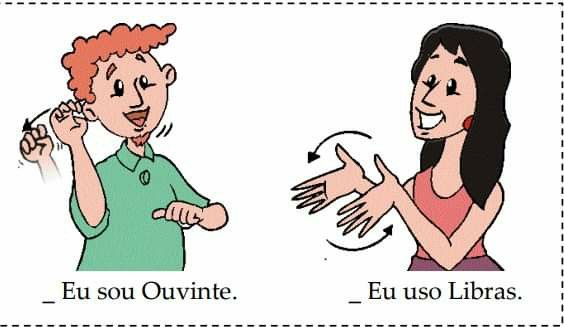 _ Eu sou Ouvinte.
_ Eu uso Libras.